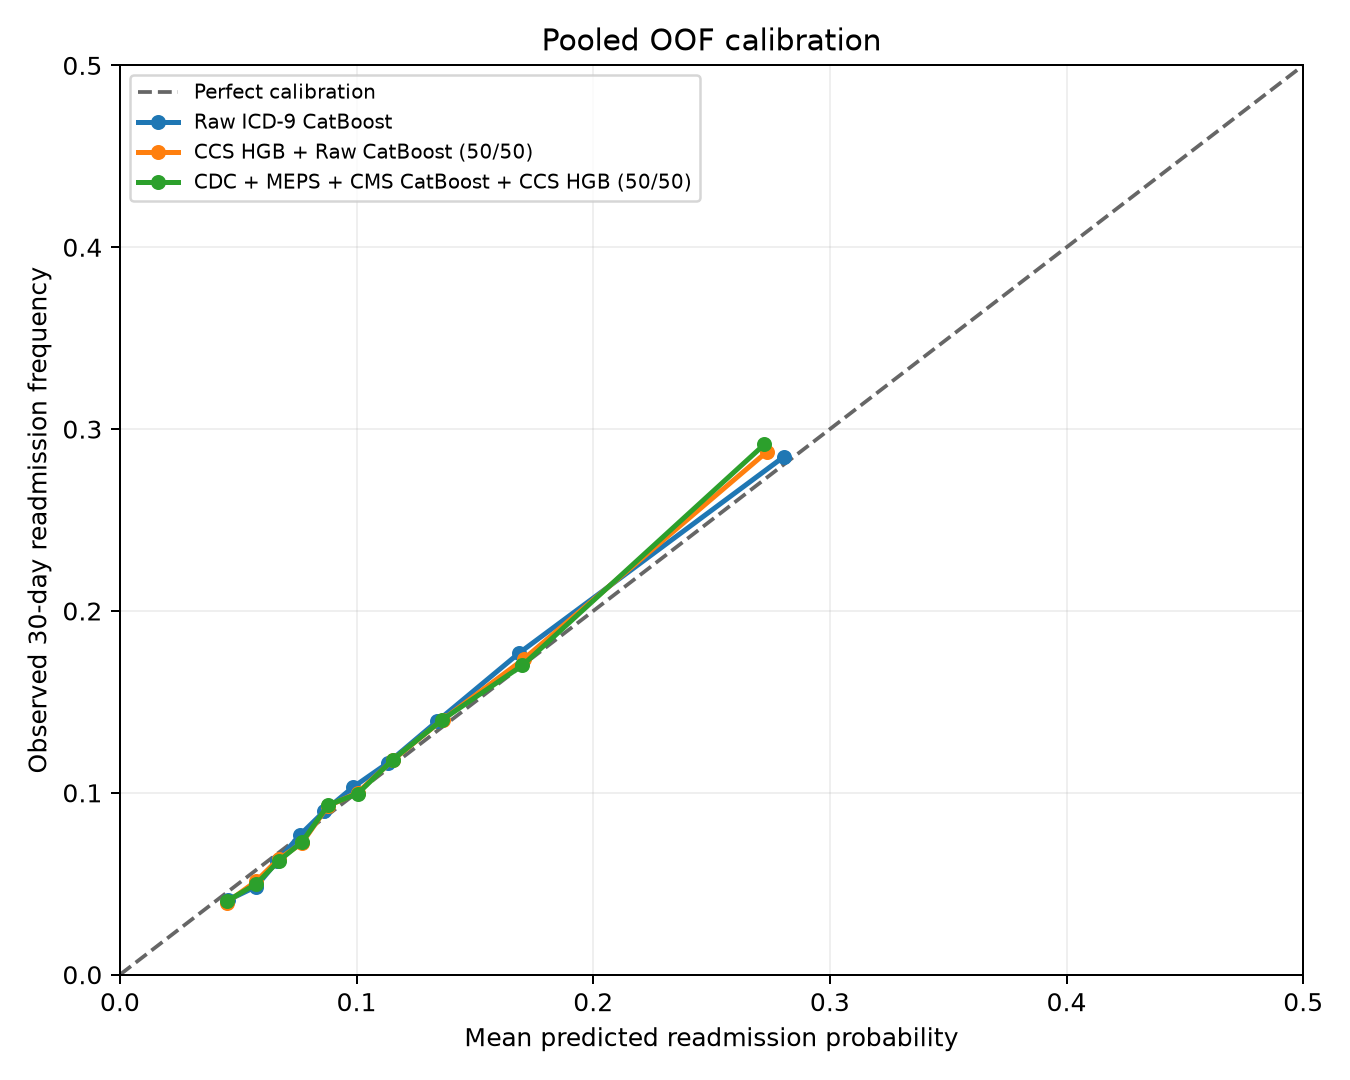 Pooled OOF calibration
Perfect calibration
Raw ICD-9 CatBoost
CCS HGB + Raw CatBoost (50/50)
CDC + MEPS + CMS CatBoost + CCS HGB (50/50)
Observed 30-day readmission frequency
0.5
0.4
0.3
0.2
0.1
0.0
0.0 0.1 0.2 0.3 0.4 0.5
Mean predicted readmission probability